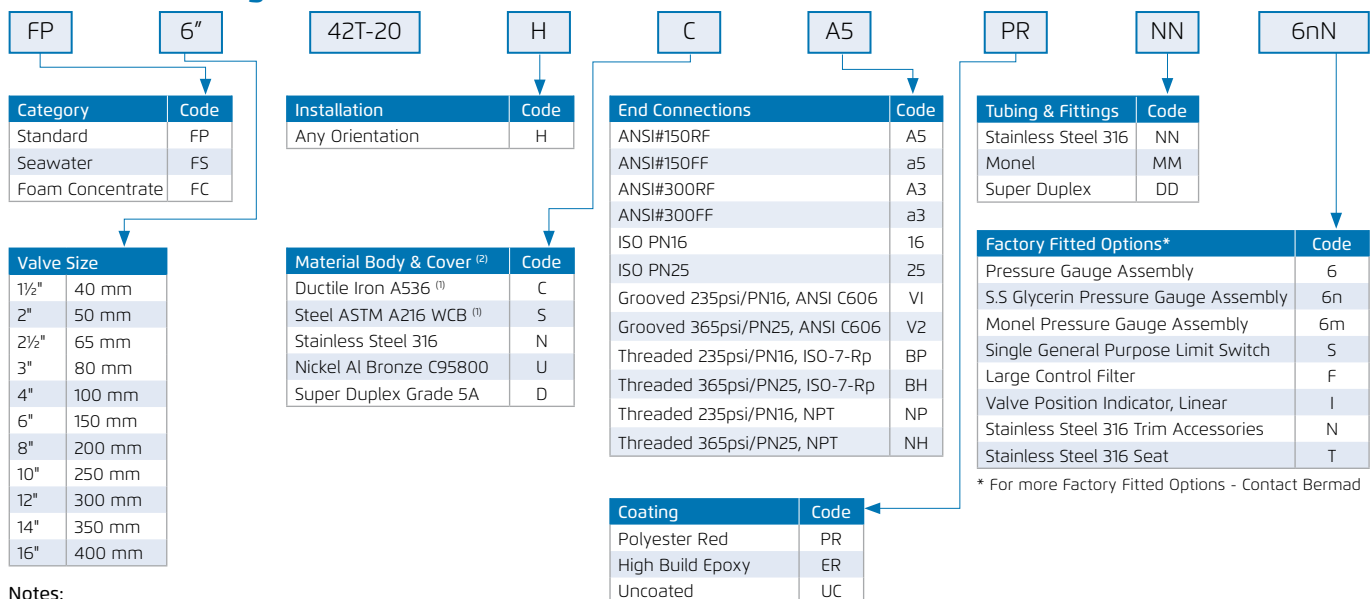 FP 6″ 42T-20 H C A5 PR NN 6nN
Category Code
Standard FP
Seawater FS
Foam Concentrate FC
Valve Size
1½" 40 mm
2" 50 mm
2½" 65 mm
3" 80 mm
4" 100 mm
6" 150 mm
8" 200 mm
10" 250 mm
12" 300 mm
14" 350 mm
16" 400 mm
Notes:
Installation Code
Any Orientation H
Material Body & Cover (2) Code
Ductile Iron A536 (1) C
Steel ASTM A216 WCB (1) S
Stainless Steel 316 N
Nickel Al Bronze C95800 U
Super Duplex Grade 5A D
End Connections Code
ANSI#150RF A5
ANSI#150FF a5
ANSI#300RF A3
ANSI#300FF a3
ISO PN16 16
ISO PN25 25
Grooved 235psi/PN16, ANSI C606 VI
Grooved 365psi/PN25, ANSI C606 V2
Threaded 235psi/PN16, ISO-7-Rp BP
Threaded 365psi/PN25, ISO-7-Rp BH
Threaded 235psi/PN16, NPT NP
Threaded 365psi/PN25, NPT NH
Coating Code
Polyester Red PR
High Build Epoxy ER
Uncoated UC
Tubing & Fittings Code
Stainless Steel 316 NN
Monel MM
Super Duplex DD
Factory Fitted Options* Code
Pressure Gauge Assembly 6
S.S Glycerin Pressure Gauge Assembly 6n
Monel Pressure Gauge Assembly 6m
Single General Purpose Limit Switch S
Large Control Filter F
Valve Position Indicator, Linear I
Stainless Steel 316 Trim Accessories N
Stainless Steel 316 Seat T
* For more Factory Fitted Options - Contact Bermad